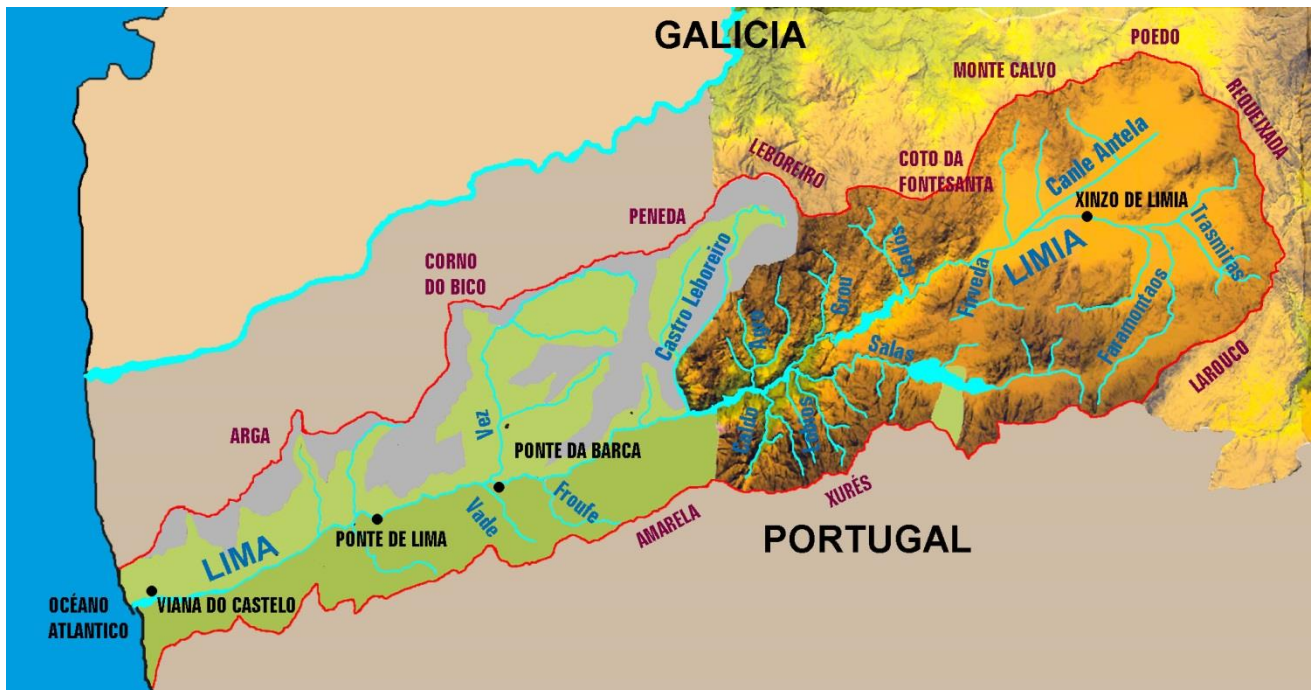 GALICIA
POEDO
MONTE CALVO
REQUEIXADA
LEBOREIRO
COTO DA
FONTESANTA
Canle Antela
XINZO DE LIMIA
PENEDA
Trasmiras
Cados
LIMIA
CORNO
DO BICO
Castro Leboreiro
Grou
Firveda
Faramontaos
Salas
LAROUCO
Vez
ARGA
PONTE DA BARCA
XURÉS
Vade
Froufe
AMARELA
PONTE DE LIMA
PORTUGAL
LIMA
OCÉANO
ATLANTICO
VIANA DO CASTELO